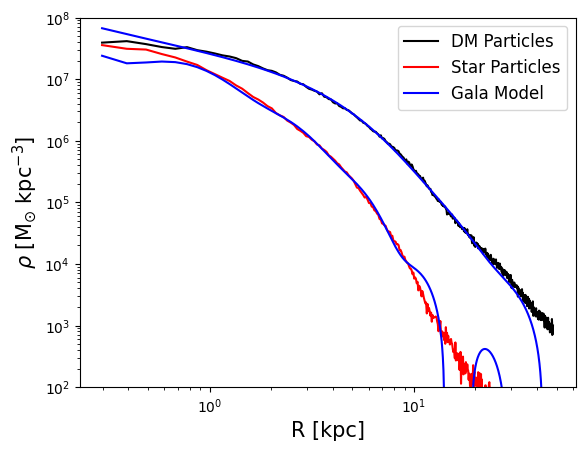 DM Particles
Star Particles
Gala Model
ρ [M⊙ kpc⁻³]
10⁸
10⁷
10⁶
10⁵
10⁴
10³
10²
10⁰
10¹
R [kpc]